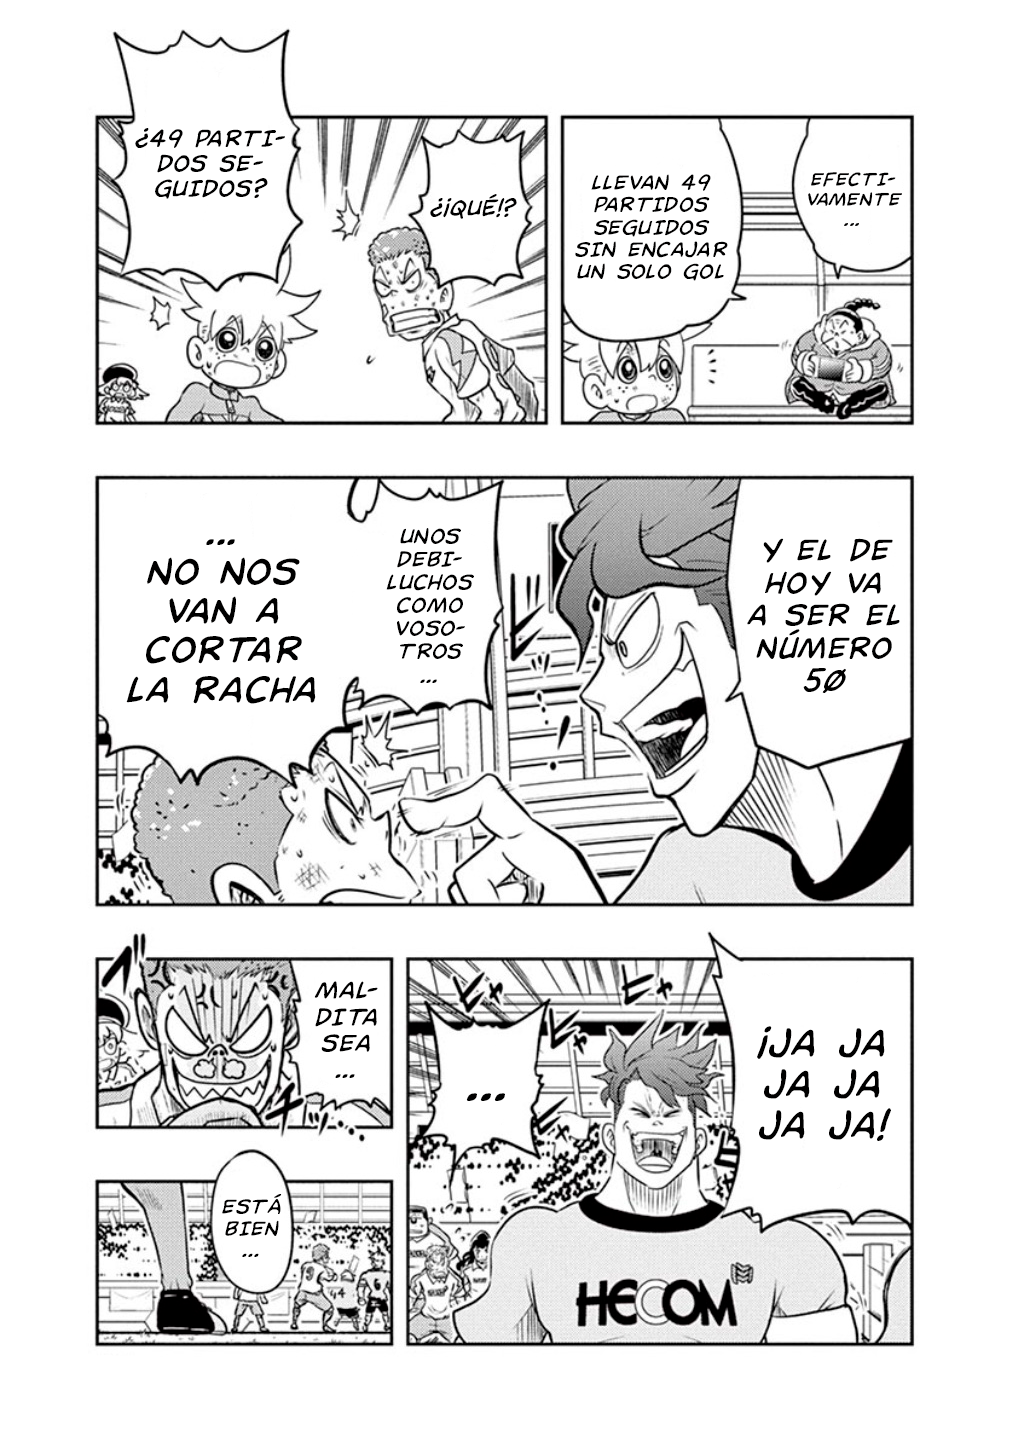 EFECTI-
VAMENTE
...
LLEVAN 49
PARTIDOS
SEGUIDOS
SIN ENCAJAR
UN SOLO GOL
¿¡QUÉ!?
¿49 PARTI-
DOS SE-
GUIDOS?
Y EL DE
HOY VA
A SER EL
NÚMERO
50
UNOS
DEBI-
LUCHOS
COMO
VOSO-
TROS
...
...
NO NOS
VAN A
CORTAR
LA RACHA
¡JA JA
JA JA
JA JA!
...
HECOM
MAL-
DITA
SEA
...
ESTÁ
BIEN
...
44